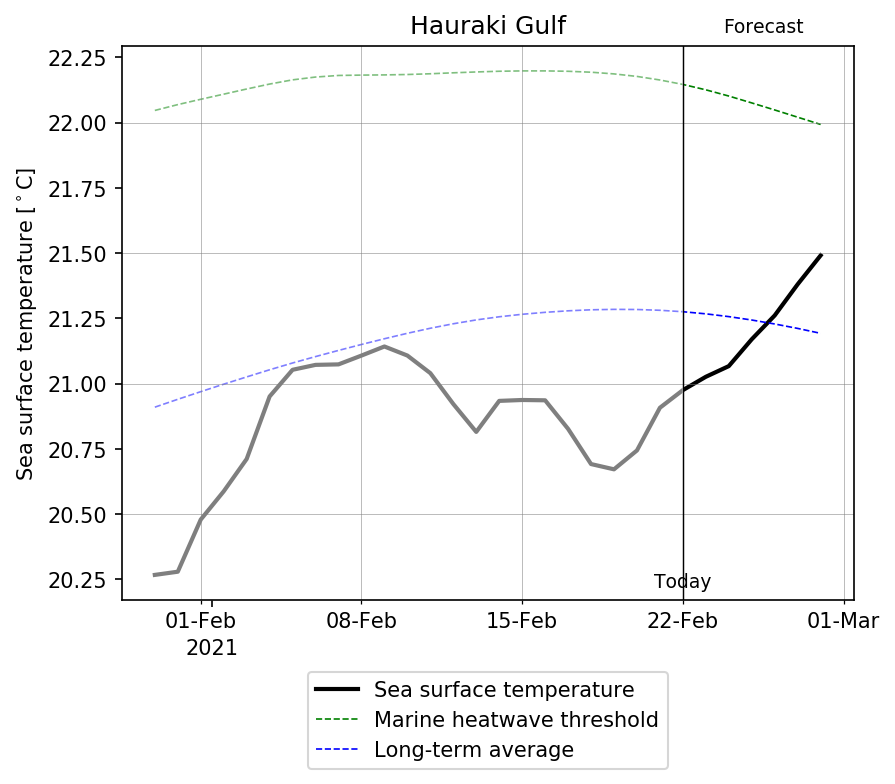 Hauraki Gulf
Forecast
22.25
22.00
21.75
21.50
21.25
21.00
20.75
20.50
20.25
Sea surface temperature [°C]
Today
01-Feb
08-Feb
15-Feb
22-Feb
01-Mar
2021
Sea surface temperature
Marine heatwave threshold
Long-term average